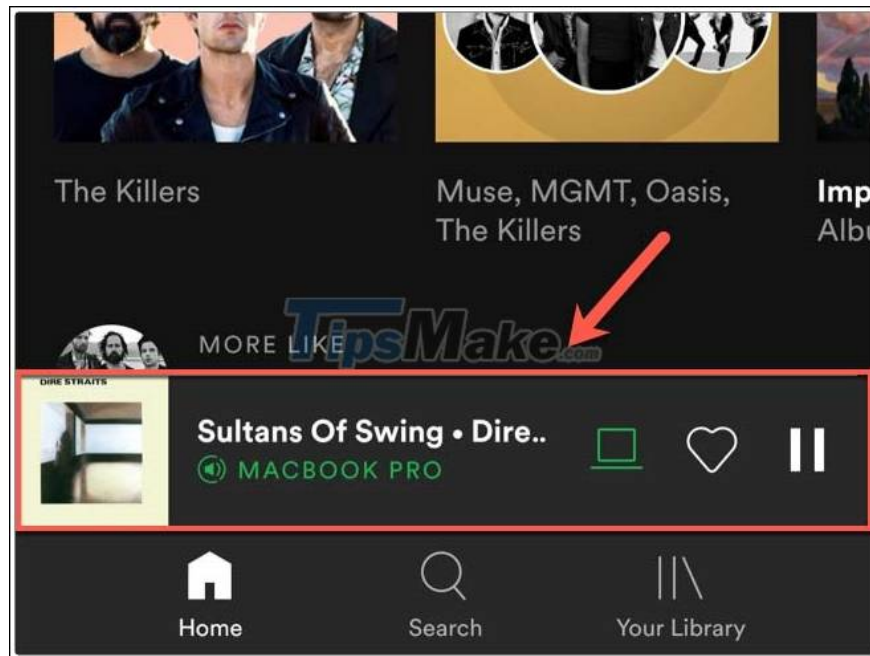 The Killers
Muse, MGMT, Oasis,
The Killers
Imp
Albu
MORE LIKE
TipsMake.com
DIRE STRAITS
Sultans Of Swing • Dire..
MACBOOK PRO
Home
Search
Your Library